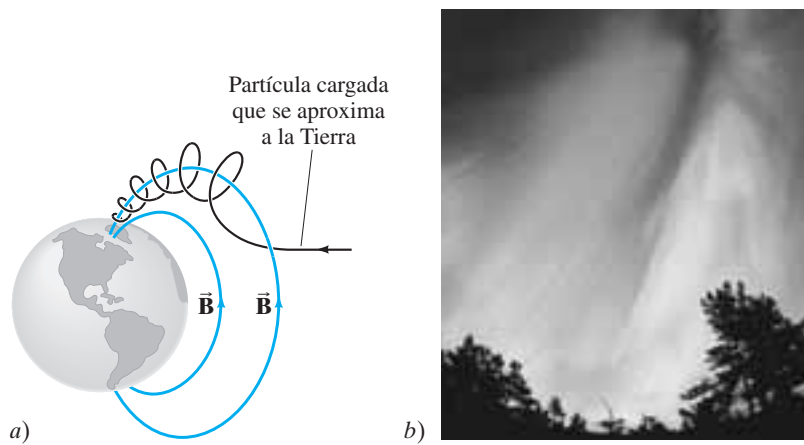 Partícula cargada
que se aproxima
a la Tierra
B⃗
B⃗
a)
b)